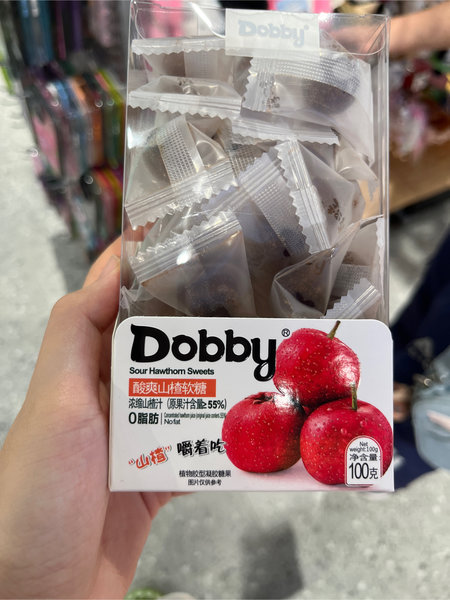 Dobby®
Dobby®
Sour Hawthorn Sweets
酸爽山楂软糖
浓缩山楂汁（原果汁含量≥55%）
0脂肪
No fat
"山楂" 嚼着吃
植物胶型凝胶糖果
图片仅供参考
Net
weight:100g
净含量
100克